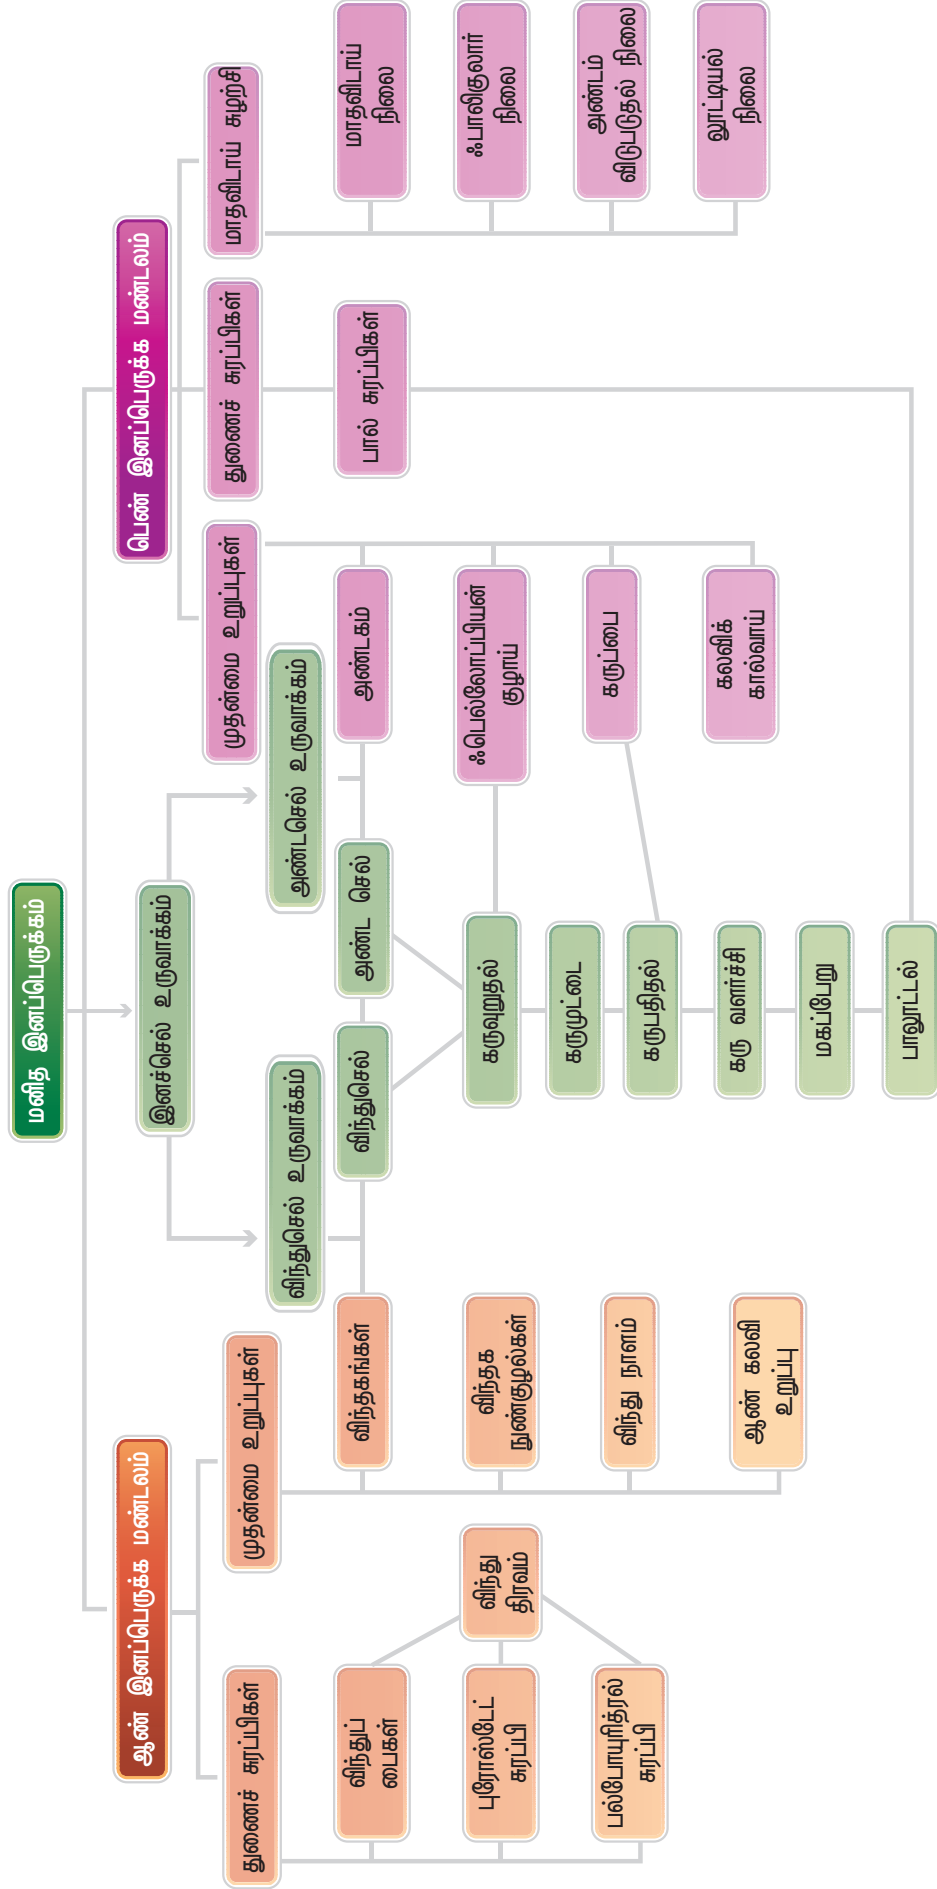 மனித இனப்பெருக்கம்
ஆண் இனப்பெருக்க மண்டலம்
இனச்செல் உருவாக்கம்
பெண் இனப்பெருக்க மண்டலம்
துணைச் சுரப்பிகள்
முதன்மை உறுப்புகள்
விந்துசெல் உருவாக்கம்
அண்டசெல் உருவாக்கம்
முதன்மை உறுப்புகள்
துணைச் சுரப்பிகள்
மாதவிடாய் சுழற்சி
விந்துப்
பைகள்
புரோஸ்டேட்
சுரப்பி
பல்போயுரித்ரல்
சுரப்பி
விந்து
திரவம்
விந்தகங்கள்
விந்தக
நுண்குழல்கள்
விந்து நாளம்
ஆண் கலவி
உறுப்பு
விந்துசெல்
அண்ட செல்
கருவுறுதல்
கருமுட்டை
கருபதித்ல்
கரு வளர்ச்சி
மகப்பேறு
பாலூட்டல்
அண்டகம்
ஃபெல்லோப்பியன்
குழாய்
கருப்பை
கலவிக்
கால்வாய்
பால் சுரப்பிகள்
மாதவிடாய்
நிலை
ஃபாலிகுலார்
நிலை
அண்டம்
விடுபடுதல் நிலை
லூட்டியல்
நிலை